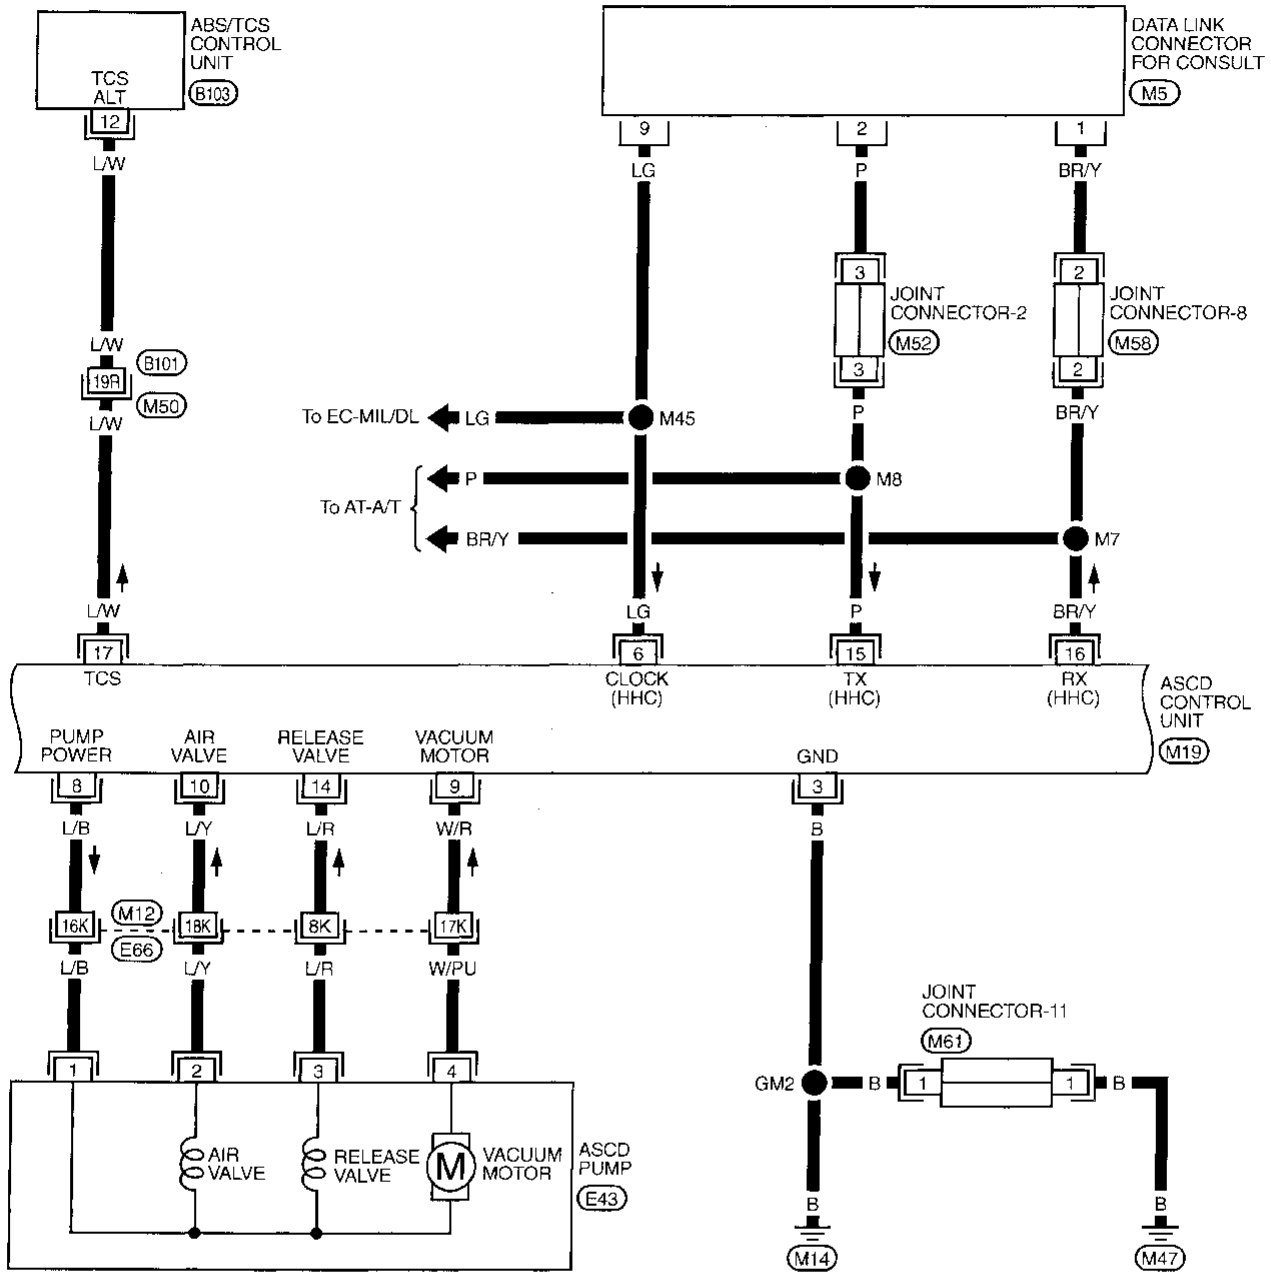 ABS/TCS
CONTROL
UNIT
B103
TCS
ALT
12
DATA LINK
CONNECTOR
FOR CONSULT
M5
9
2
1
L/W
LG
P
BR/Y
3
2
JOINT
CONNECTOR-2
M52
JOINT
CONNECTOR-8
M58
L/W
B101
19R
M50
L/W
3
2
P
BR/Y
To EC-MIL/DL
LG
M45
P
M8
To AT-A/T
BR/Y
M7
L/W
LG
P
BR/Y
17
6
15
16
TCS
CLOCK
(HHC)
TX
(HHC)
RX
(HHC)
ASCD
CONTROL
UNIT
M19
PUMP
POWER
AIR
VALVE
RELEASE
VALVE
VACUUM
MOTOR
GND
8
10
14
9
3
L/B
L/Y
L/R
W/R
B
16K
M12
E66
18K
8K
17K
L/B
L/Y
L/R
W/PU
JOINT
CONNECTOR-11
M61
1
2
3
4
GM2
B
1
1
B
AIR
VALVE
RELEASE
VALVE
M
VACUUM
MOTOR
ASCD
PUMP
E43
B
B
M14
M47